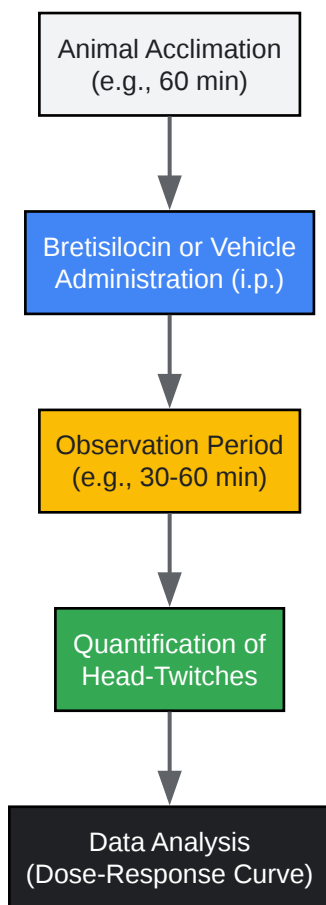 Animal Acclimation
(e.g., 60 min)
Bretisilocin or Vehicle
Administration (i.p.)
Observation Period
(e.g., 30-60 min)
Quantification of
Head-Twitches
Data Analysis
(Dose-Response Curve)